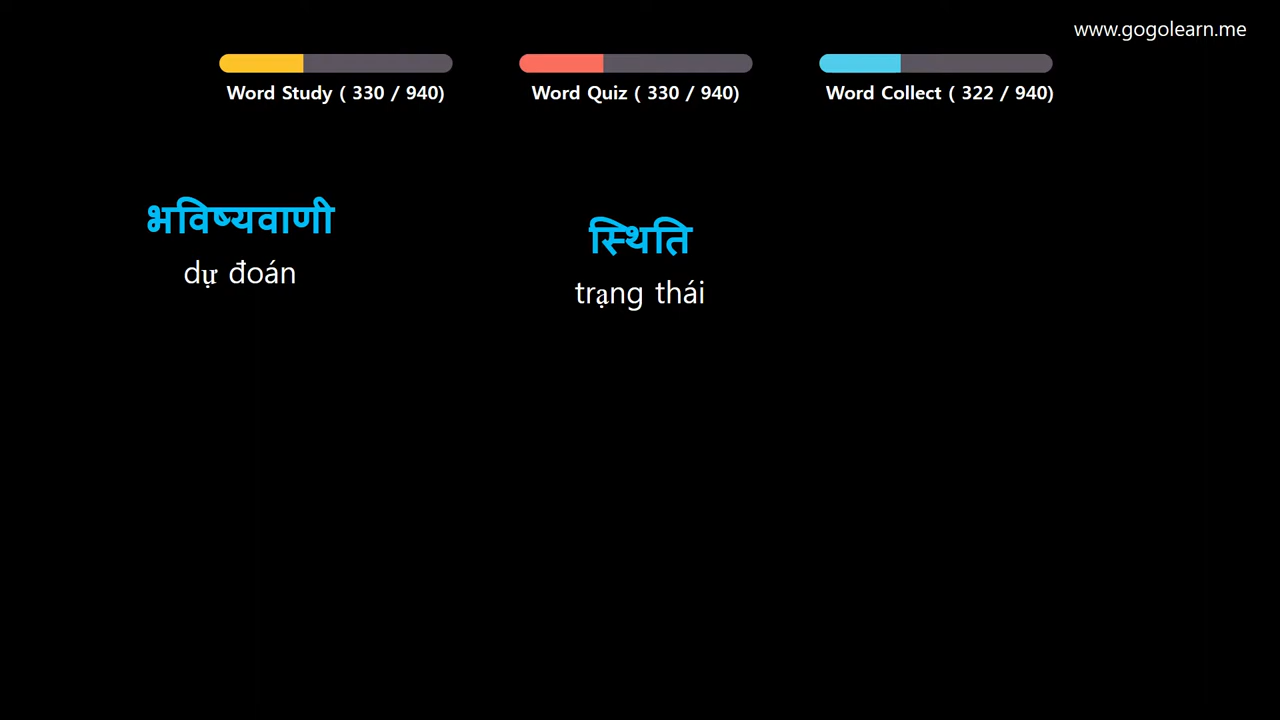 www.gogolearn.me
Word Study ( 330 / 940)
Word Quiz ( 330 / 940)
Word Collect ( 322 / 940)
भविष्यवाणी
dự đoán
स्थिति
trạng thái